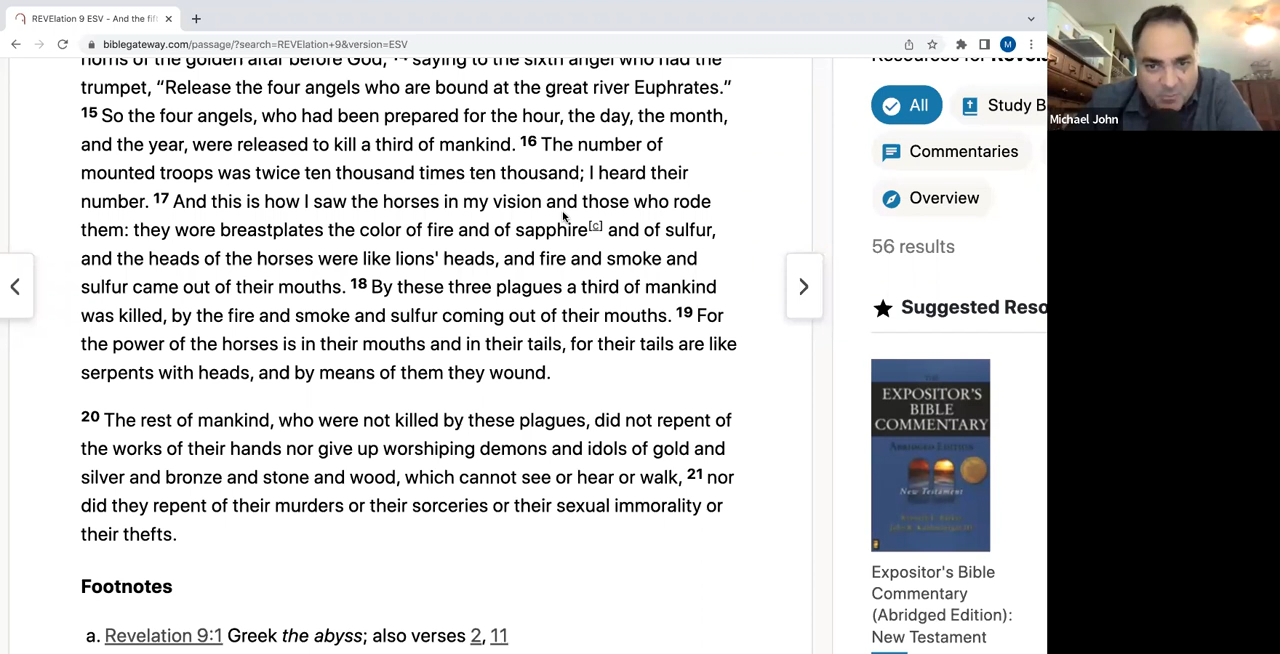 REVElation 9 ESV - And the fif
biblegateway.com/passage/?search=REVElation+9&version=ESV
M
horns of the golden altar before God, 14 saying to the sixth angel who had the
trumpet, “Release the four angels who are bound at the great river Euphrates.”
15 So the four angels, who had been prepared for the hour, the day, the month,
and the year, were released to kill a third of mankind. 16 The number of
mounted troops was twice ten thousand times ten thousand; I heard their
number. 17 And this is how I saw the horses in my vision and those who rode
them: they wore breastplates the color of fire and of sapphire[c] and of sulfur,
and the heads of the horses were like lions' heads, and fire and smoke and
sulfur came out of their mouths. 18 By these three plagues a third of mankind
was killed, by the fire and smoke and sulfur coming out of their mouths. 19 For
the power of the horses is in their mouths and in their tails, for their tails are like
serpents with heads, and by means of them they wound.
20 The rest of mankind, who were not killed by these plagues, did not repent of
the works of their hands nor give up worshiping demons and idols of gold and
silver and bronze and stone and wood, which cannot see or hear or walk, 21 nor
did they repent of their murders or their sorceries or their sexual immorality or
their thefts.
Footnotes
a. Revelation 9:1 Greek the abyss; also verses 2, 11
Resources for Revel
All
Study B
Commentaries
Overview
56 results
Suggested Reso
THE
EXPOSITOR'S
BIBLE
COMMENTARY
ABRIDGED EDITION
New Testament
Expositor's Bible
Commentary
(Abridged Edition):
New Testament
Michael John